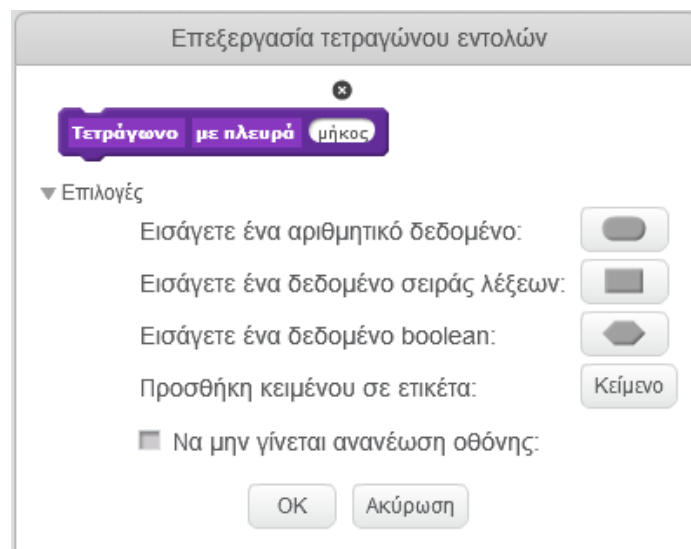 Επεξεργασία τετραγώνου εντολών
Τετράγωνο με πλευρά μήκος
Επιλογές
Εισάγετε ένα αριθμητικό δεδομένο:
Εισάγετε ένα δεδομένο σειράς λέξεων:
Εισάγετε ένα δεδομένο boolean:
Προσθήκη κειμένου σε ετικέτα: Κείμενο
Να μην γίνεται ανανέωση οθόνης:
OK Ακύρωση